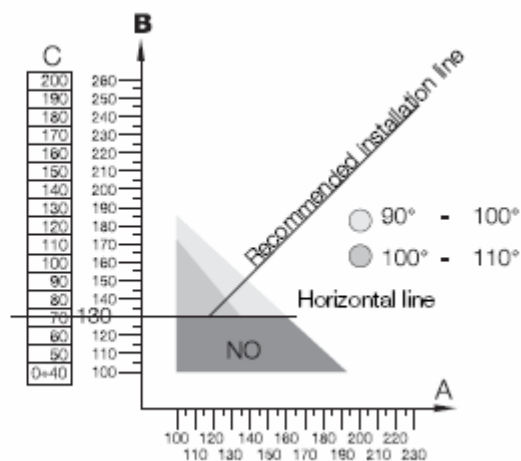 B
C
200 260
190 250
180 240
170 230
160 220
150 210
140 200
130 190
120 180
110 170
100 160
90 150
80 140
70 130
60 120
50 110
0÷40 100
Recommended installation line
90° - 100°
100° - 110°
Horizontal line
NO
A
100 120 140 160 180 200 220
110 130 150 170 190 210 230